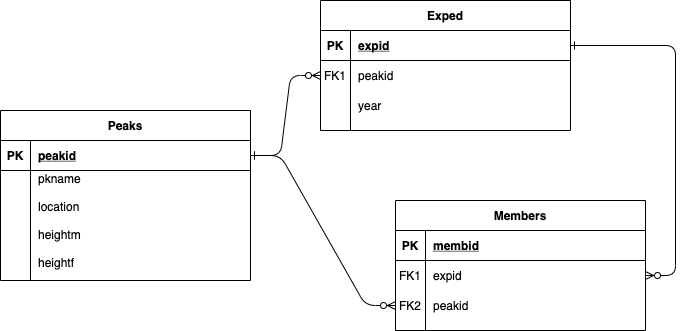 Exped
PK expid
FK1 peakid
year
Peaks
PK peakid
pkname
location
heightm
heightf
Members
PK membid
FK1 expid
FK2 peakid